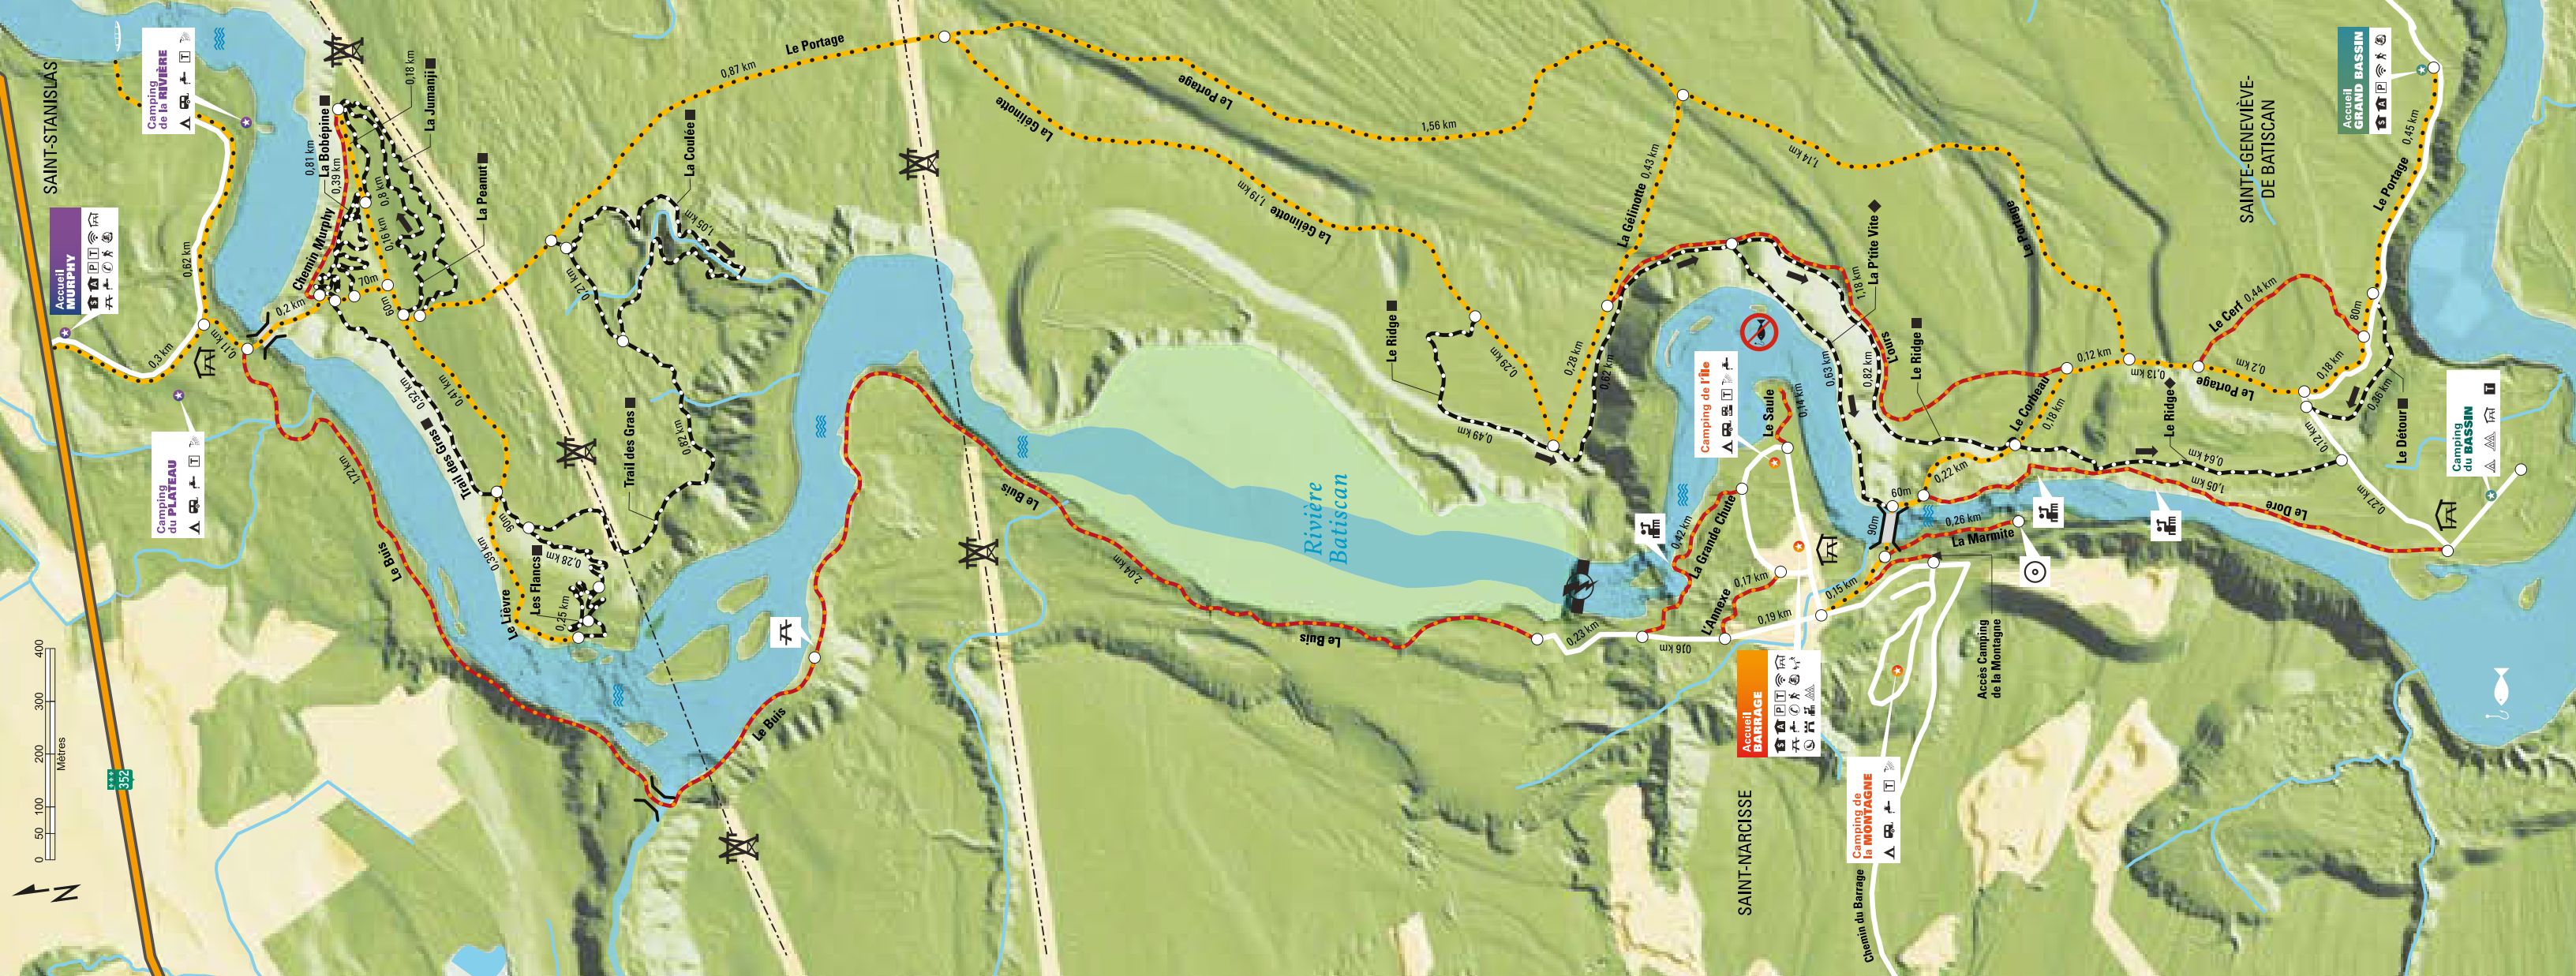 SAINT-STANISLAS
Camping
de la RIVIÈRE
T
Accueil
MURPHY
S
P
T
0,3 km
0,62 km
0,11 km
0,2 km
Camping
du PLATEAU
T
Chemin Murphy
0,81 km
La Bobépine
0,39 km
0,18 km
La Jumanji
0,8 km
0,16 km
70m
60m
La Peanut
0,52 km
0,41 km
Trail des Gras
1,72 km
Le Buis
90m
0,39 km
Le Lièvre
Les Flancs
0,28 km
0,25 km
0,21 km
Trail des Gras
0,82 km
La Coulée
1,05 km
Le Portage
0,87 km
352
0 50 100 200 300 400
Mètres
N
Le Buis
Le Buis
2,04 km
Le Buis
Rivière
Batiscan
La Gélinotte
Le Portage
1,56 km
1,19 km
La Gélinotte
La Gélinotte
0,43 km
1,14 km
Le Portage
Le Ridge
0,29 km
0,49 km
0,28 km
0,62 km
Camping de l'Île
T
Le Saule
0,14 km
0,42 km
La Grande Chute
0,17 km
L'Annexe
0,19 km
0,23 km
0,16 km
0,15 km
90m
60m
0,63 km
0,82 km
1,18 km
La P'tite Vite
L'ours
Le Ridge
0,22 km
0,26 km
La Marmite
Le Corbeau
0,18 km
0,12 km
0,13 km
Le Ridge
0,64 km
1,05 km
Le Doré
Le Portage
0,2 km
Le Cerf
0,44 km
80m
0,18 km
0,36 km
Le Détour
0,12 km
0,27 km
Le Portage
0,45 km
SAINTE-GENEVIÈVE-
DE BATISCAN
Accueil
GRAND BASSIN
S
P
Camping
du BASSIN
T
SAINT-NARCISSE
Accueil
BARRAGE
S
P
T
Accès Camping
de la Montagne
Camping de
la MONTAGNE
T
Chemin du Barrage